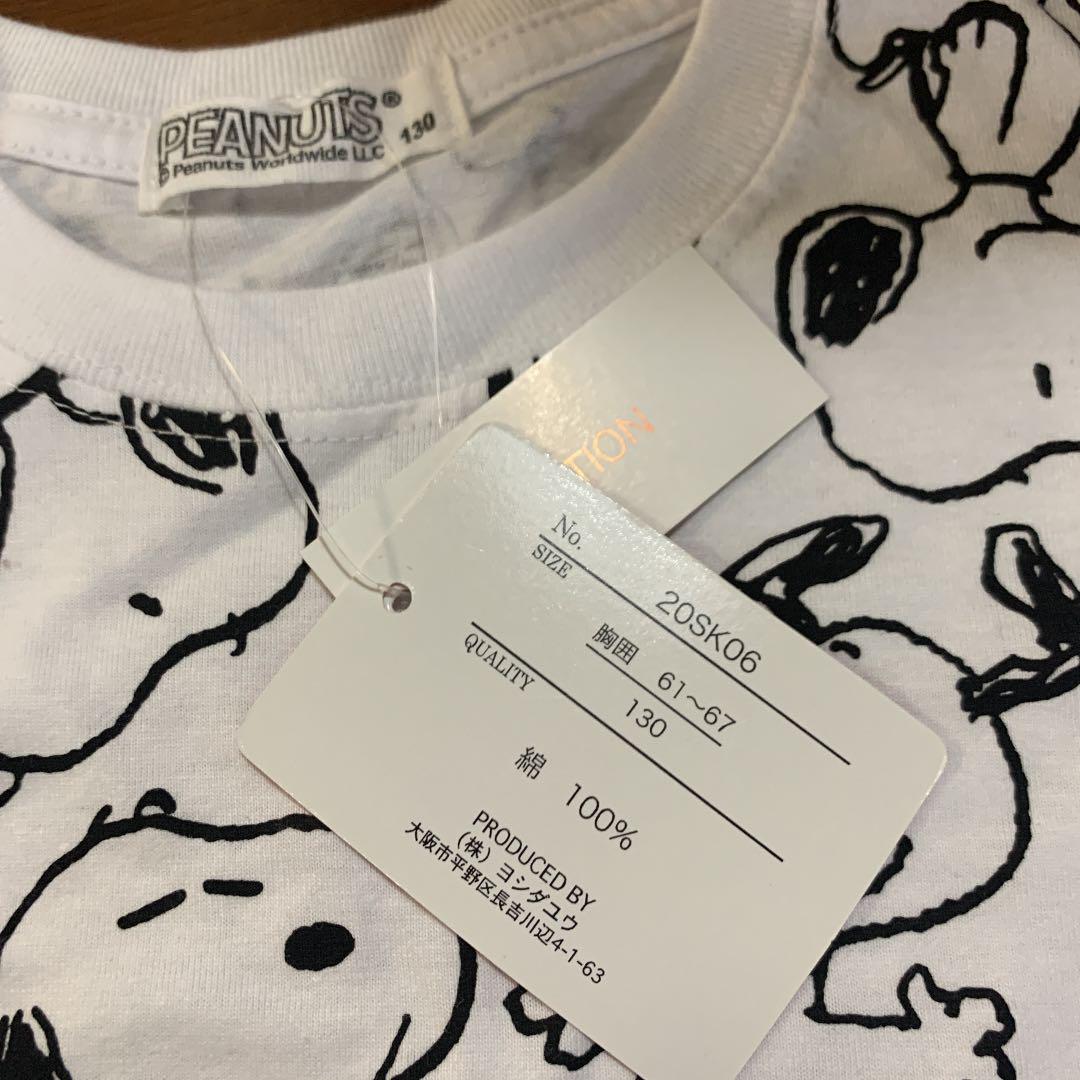 PEANUTS®
© Peanuts Worldwide LLC
130
TION
No. 20SK06
SIZE 胸囲 61～67
130
QUALITY
綿 100%
PRODUCED BY
（株）ヨシダユウ
大阪市平野区長吉川辺4-1-63